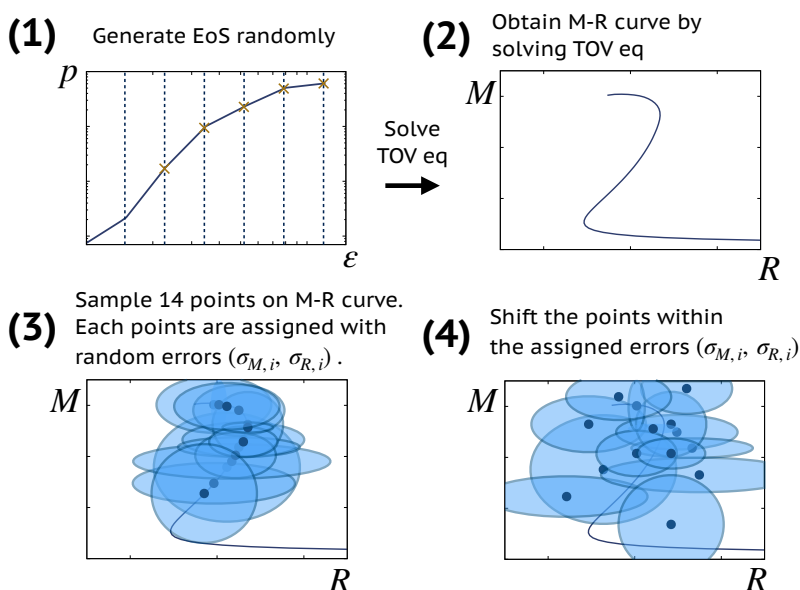 (1) Generate EoS randomly
p
ε
Solve
TOV eq
(2) Obtain M-R curve by
solving TOV eq
M
R
(3) Sample 14 points on M-R curve.
Each points are assigned with
random errors (σM,i, σR,i) .
M
R
(4) Shift the points within
the assigned errors (σM,i, σR,i)
M
R